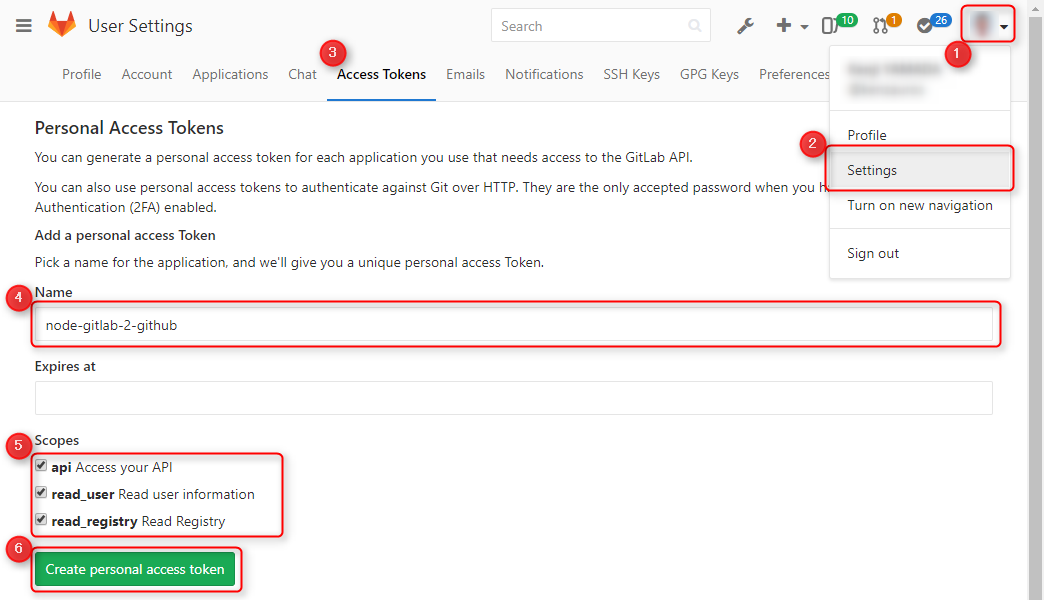 User Settings
Search
10
1
26
1
3
Profile
Account
Applications
Chat
Access Tokens
Emails
Notifications
SSH Keys
GPG Keys
Preferences
Profile
2
Settings
Turn on new navigation
Sign out
Personal Access Tokens
You can generate a personal access token for each application you use that needs access to the GitLab API.
You can also use personal access tokens to authenticate against Git over HTTP. They are the only accepted password when you
Authentication (2FA) enabled.
Add a personal access Token
Pick a name for the application, and we'll give you a unique personal access Token.
4
Name
node-gitlab-2-github
Expires at
5
Scopes
api Access your API
read_user Read user information
read_registry Read Registry
6
Create personal access token